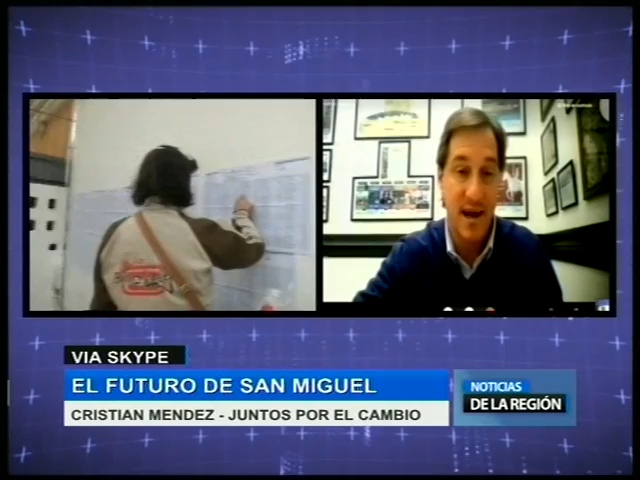 VIA SKYPE
EL FUTURO DE SAN MIGUEL
CRISTIAN MENDEZ - JUNTOS POR EL CAMBIO
NOTICIAS
DE LA REGIÓN